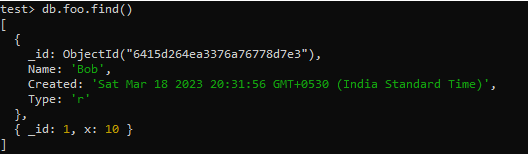 test> db.foo.find()
[
  {
    _id: ObjectId("6415d264ea3376a76778d7e3"),
    Name: 'Bob',
    Created: 'Sat Mar 18 2023 20:31:56 GMT+0530 (India Standard Time)',
    Type: 'r'
  },
  { _id: 1, x: 10 }
]